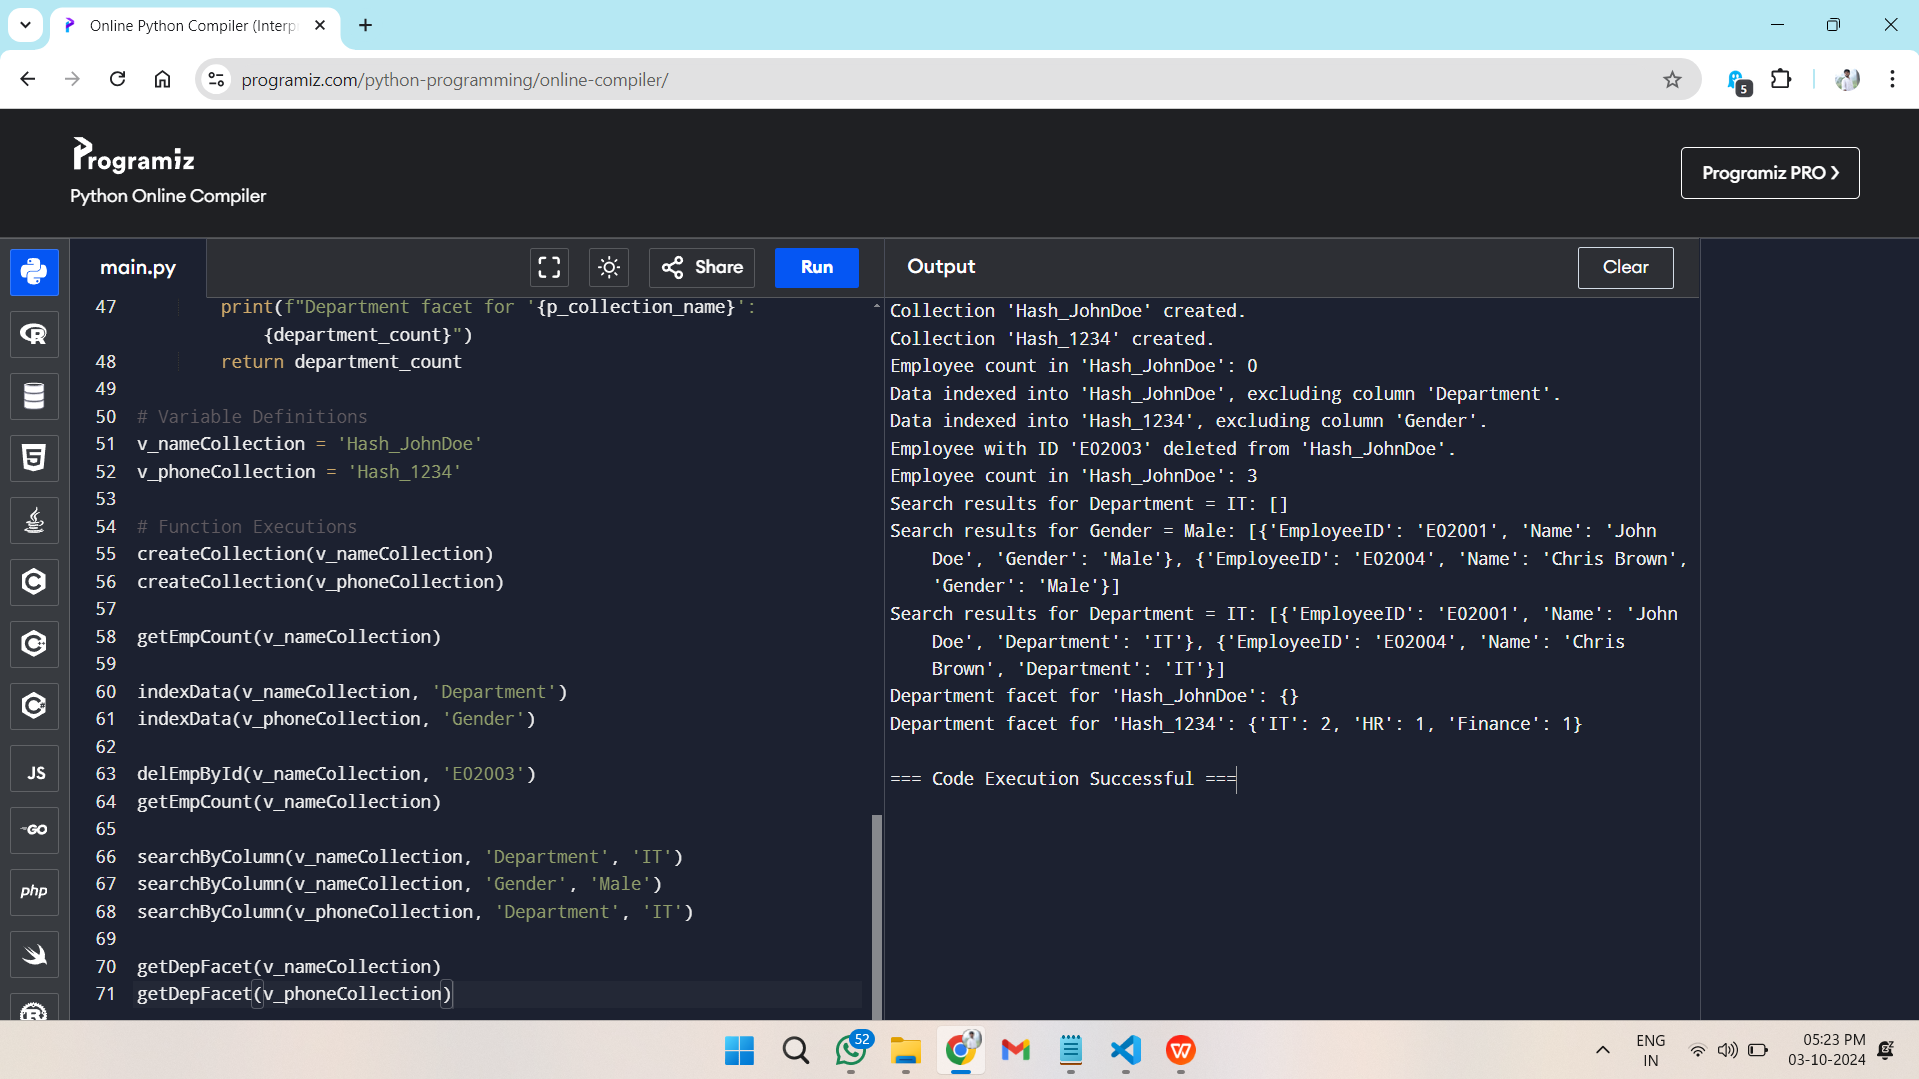 Online Python Compiler (Interp
programiz.com/python-programming/online-compiler/
5
Programiz
Python Online Compiler
Programiz PRO ❯
main.py
Share
Run
Output
Clear
47 print(f"Department facet for '{p_collection_name}':
{department_count}")
48 return department_count
49
50 # Variable Definitions
51 v_nameCollection = 'Hash_JohnDoe'
52 v_phoneCollection = 'Hash_1234'
53
54 # Function Executions
55 createCollection(v_nameCollection)
56 createCollection(v_phoneCollection)
57
58 getEmpCount(v_nameCollection)
59
60 indexData(v_nameCollection, 'Department')
61 indexData(v_phoneCollection, 'Gender')
62
63 delEmpById(v_nameCollection, 'E02003')
64 getEmpCount(v_nameCollection)
65
66 searchByColumn(v_nameCollection, 'Department', 'IT')
67 searchByColumn(v_nameCollection, 'Gender', 'Male')
68 searchByColumn(v_phoneCollection, 'Department', 'IT')
69
70 getDepFacet(v_nameCollection)
71 getDepFacet(v_phoneCollection)
Collection 'Hash_JohnDoe' created.
Collection 'Hash_1234' created.
Employee count in 'Hash_JohnDoe': 0
Data indexed into 'Hash_JohnDoe', excluding column 'Department'.
Data indexed into 'Hash_1234', excluding column 'Gender'.
Employee with ID 'E02003' deleted from 'Hash_JohnDoe'.
Employee count in 'Hash_JohnDoe': 3
Search results for Department = IT: []
Search results for Gender = Male: [{'EmployeeID': 'E02001', 'Name': 'John
Doe', 'Gender': 'Male'}, {'EmployeeID': 'E02004', 'Name': 'Chris Brown',
'Gender': 'Male'}]
Search results for Department = IT: [{'EmployeeID': 'E02001', 'Name': 'John
Doe', 'Department': 'IT'}, {'EmployeeID': 'E02004', 'Name': 'Chris
Brown', 'Department': 'IT'}]
Department facet for 'Hash_JohnDoe': {}
Department facet for 'Hash_1234': {'IT': 2, 'HR': 1, 'Finance': 1}
=== Code Execution Successful ===
R
5
C
C
C
JS
GO
php
R
52
ENG
IN
05:23 PM
03-10-2024